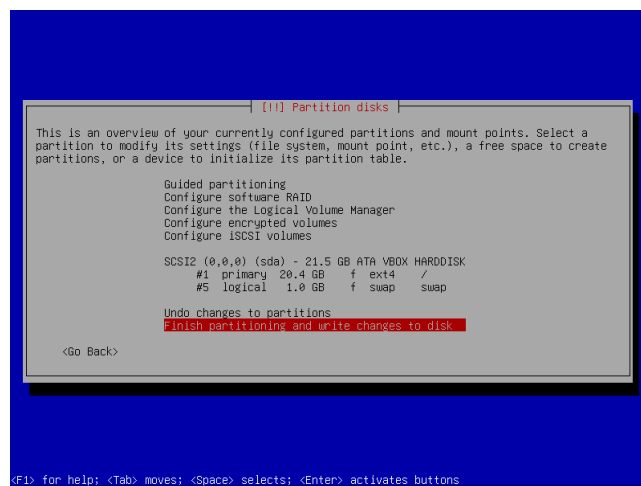 [!!] Partition disks
This is an overview of your currently configured partitions and mount points. Select a
partition to modify its settings (file system, mount point, etc.), a free space to create
partitions, or a device to initialize its partition table.
Guided partitioning
Configure software RAID
Configure the Logical Volume Manager
Configure encrypted volumes
Configure iSCSI volumes
SCSI2 (0,0,0) (sda) - 21.5 GB ATA VBOX HARDDISK
#1 primary 20.4 GB f ext4 /
#5 logical 1.0 GB f swap swap
Undo changes to partitions
Finish partitioning and write changes to disk
<Go Back>
<F1> for help; <Tab> moves; <Space> selects; <Enter> activates buttons